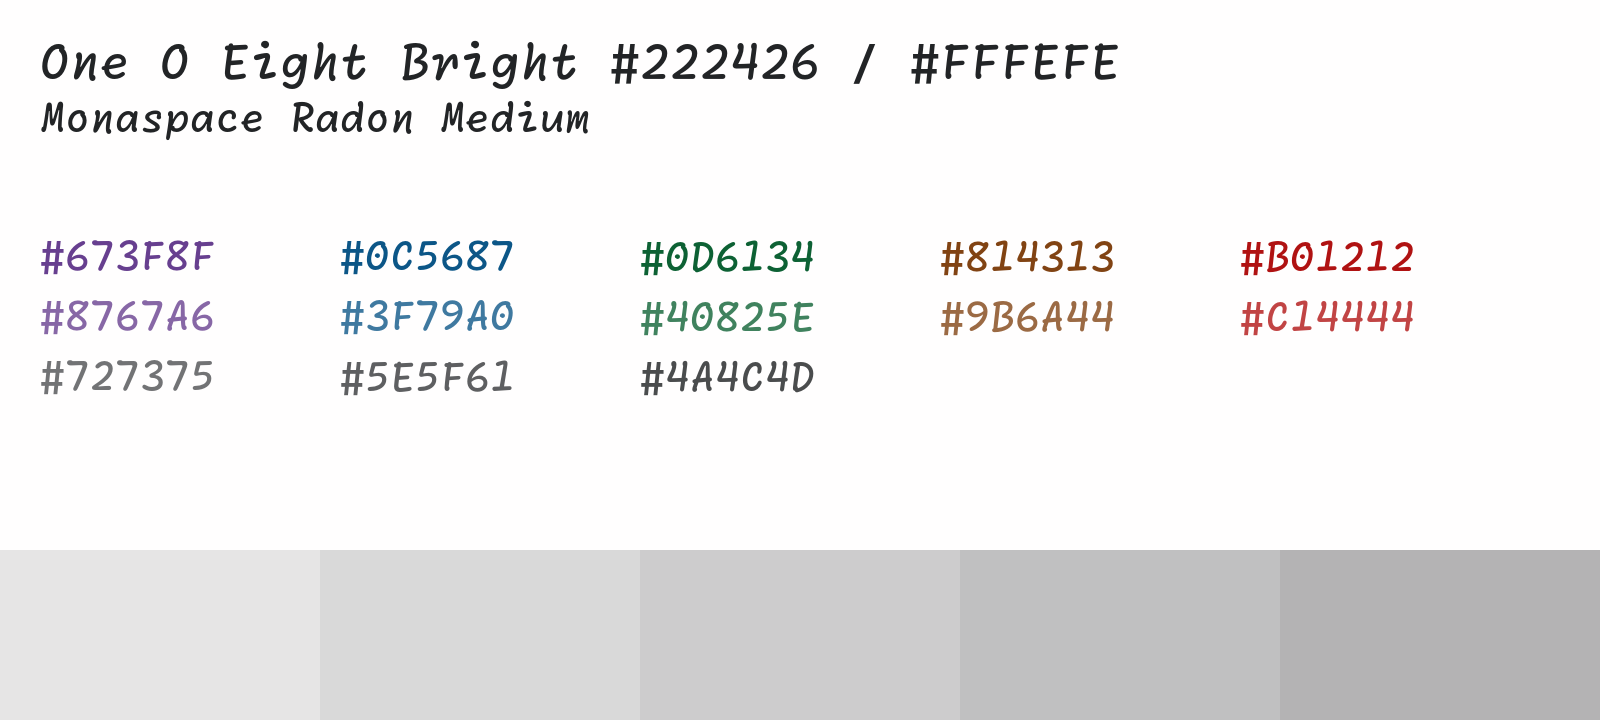 One O Eight Bright #222426 / #FFFEFE
Monaspace Radon Medium
#673F8F #0C5687 #0D6134 #814313 #B01212
#8767A6 #3F79A0 #40825E #9B6A44 #C14444
#727375 #5E5F61 #4A4C4D